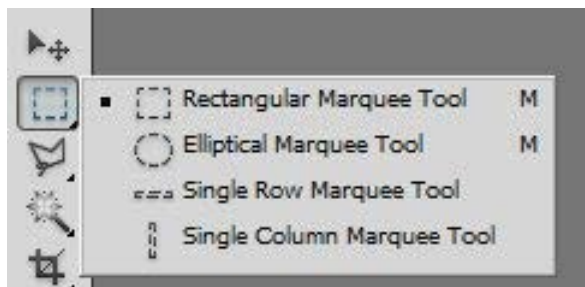 Rectangular Marquee Tool M
Elliptical Marquee Tool M
Single Row Marquee Tool
Single Column Marquee Tool